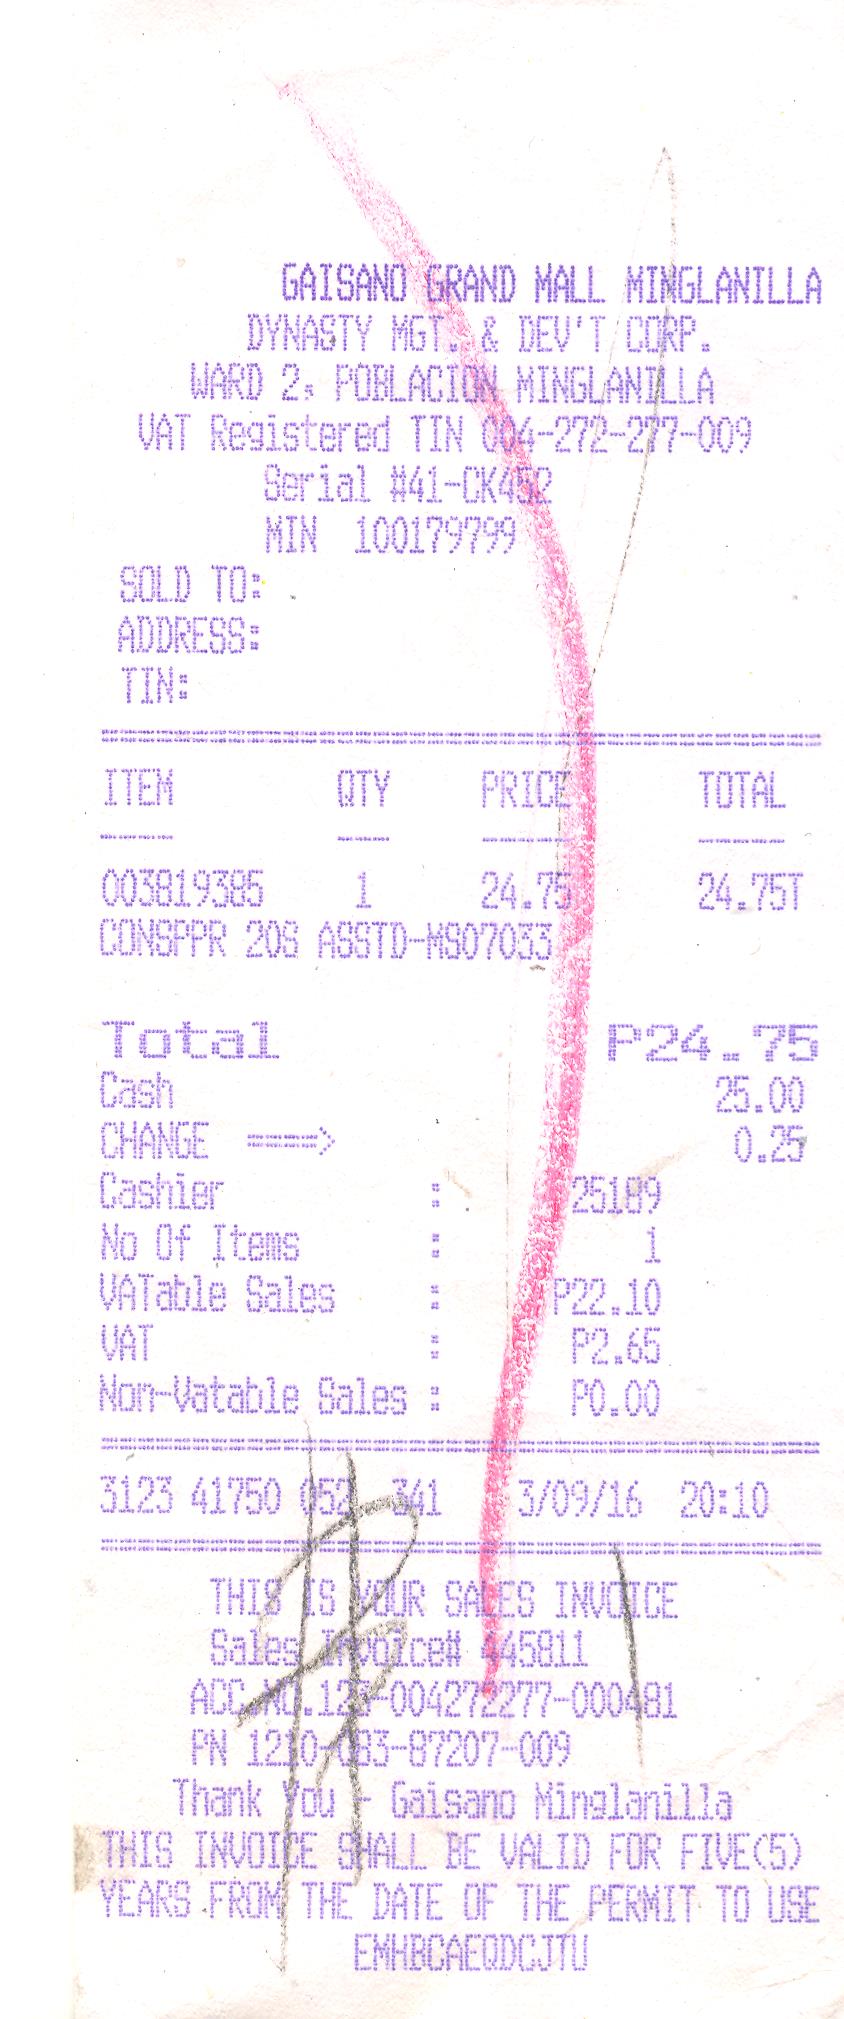 GAISANO GRAND MALL MINGLANILLA
DYNASTY MGT. & DEV'T CORP.
WARD 2, POBLACION MINGLANILLA
VAT Registered TIN 004-272-277-009
Serial #41-CK452
MIN 100179799
SOLD TO:
ADDRESS:
TIN:
ITEM QTY PRICE TOTAL
003819385 1 24.75 24.75T
CONSPPR 20S ASSTD-MS07033
Total P24.75
Cash 25.00
CHANGE ====> 0.25
Cashier : 25189
No Of Items : 1
VATable Sales : P22.10
VAT : P2.65
Non-Vatable Sales : P0.00
3123 41750 052 341 3/09/16 20:10
THIS IS YOUR SALES INVOICE
Sales Invoice# 445811
ACC.NO.123-004272277-000481
PN 1210-083-87207-009
Thank You - Gaisano Minglanilla
THIS INVOICE SHALL BE VALID FOR FIVE(5)
YEARS FROM THE DATE OF THE PERMIT TO USE
EMHBCAEQDCJTU